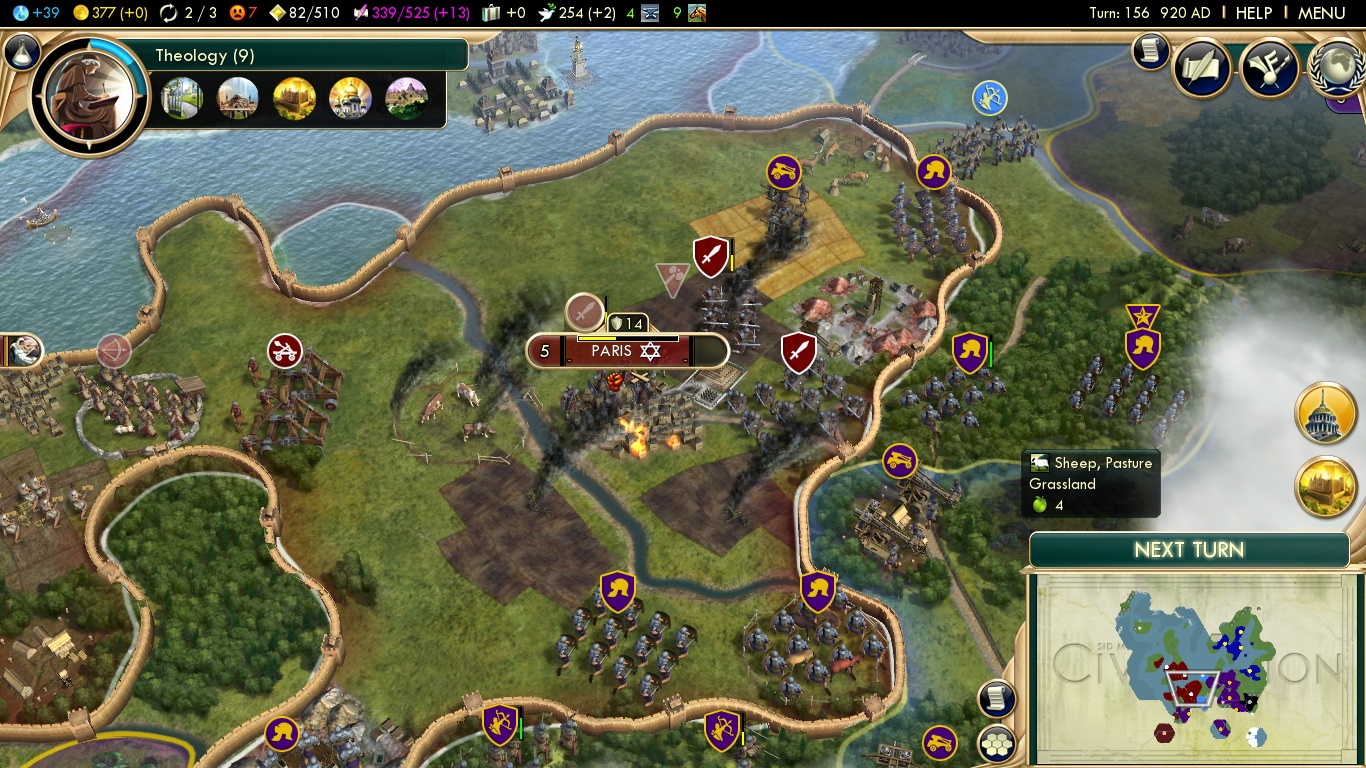 +39 377 (+0) 2 / 3 7 82/510 339/525 (+13) +0 254 (+2) 4 9 Turn: 156 920 AD HELP MENU
Theology (9)
14
5 PARIS
Sheep, Pasture
Grassland
4
NEXT TURN